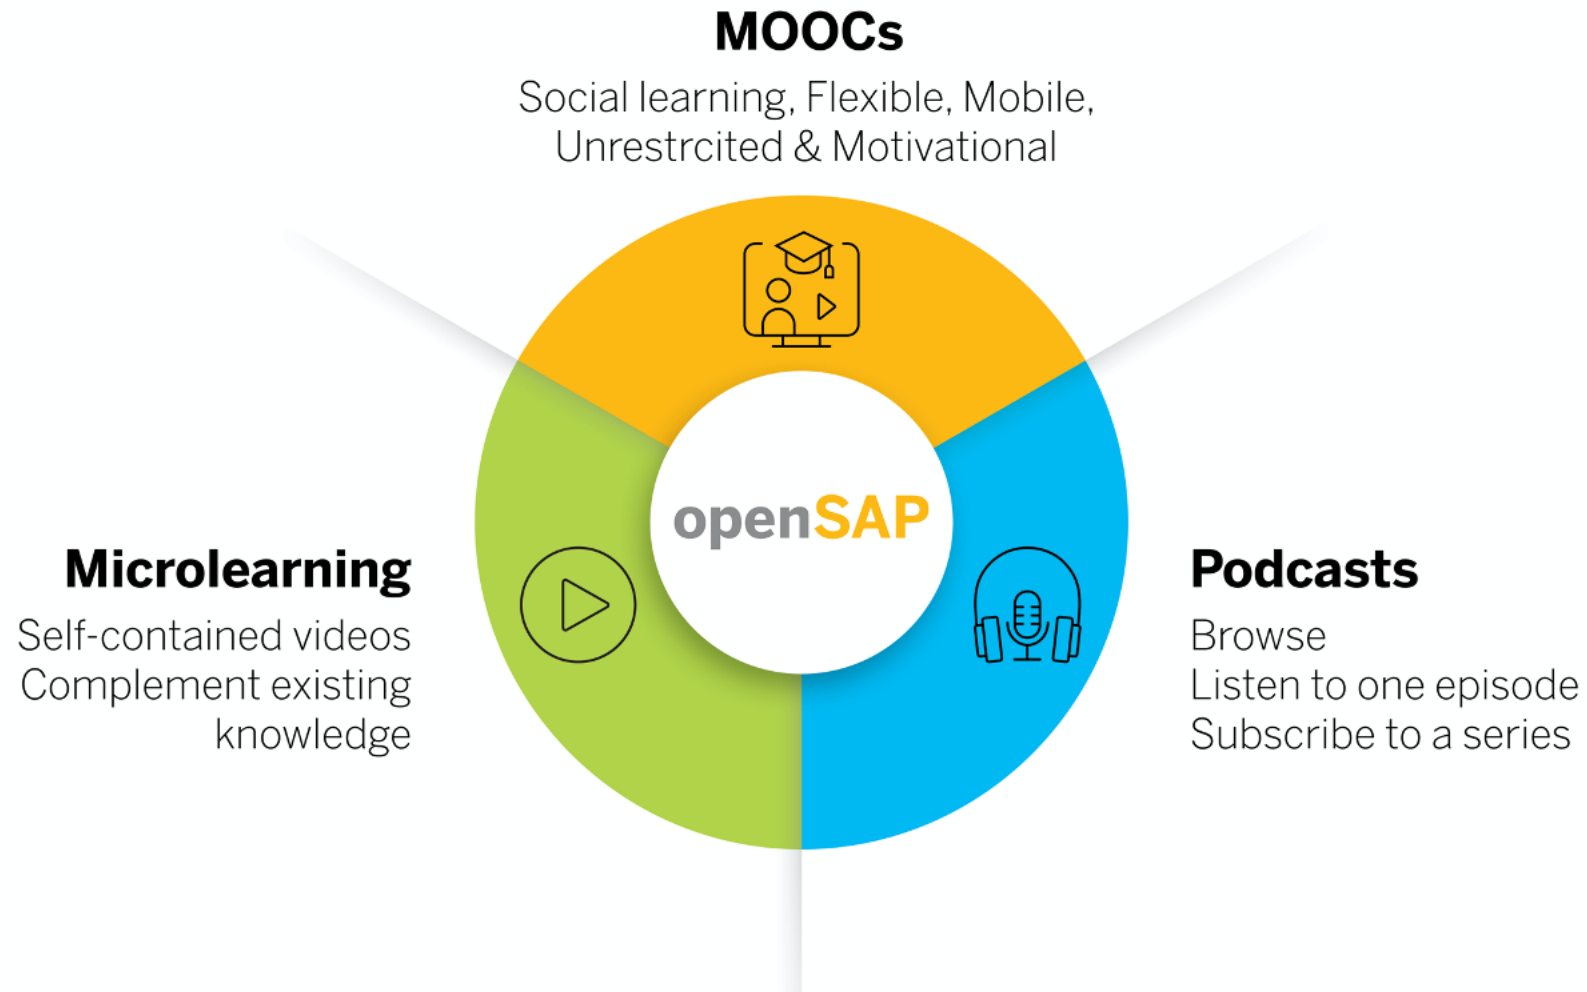 MOOCs
Social learning, Flexible, Mobile,
Unrestrcited & Motivational
openSAP
Microlearning
Self-contained videos
Complement existing
knowledge
Podcasts
Browse
Listen to one episode
Subscribe to a series